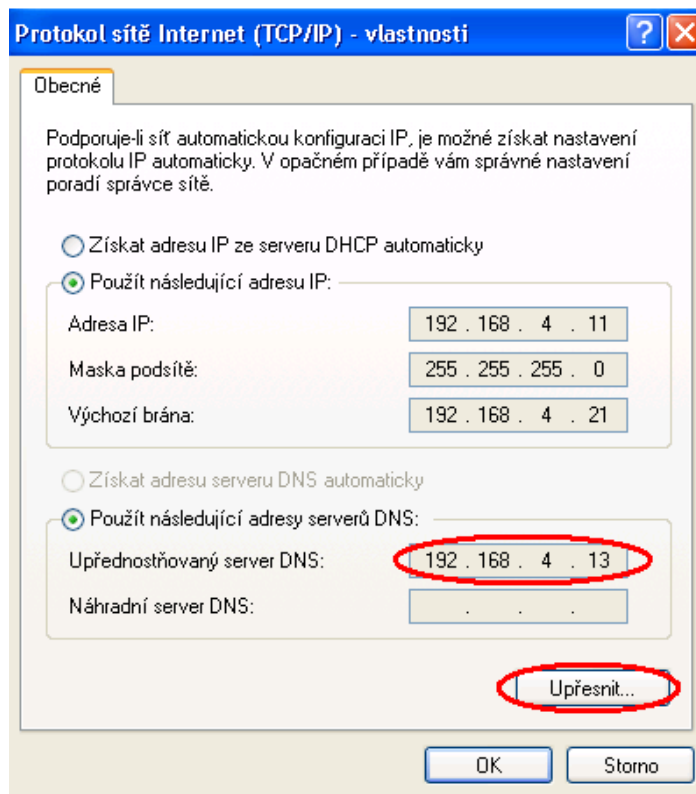 Protokol sítě Internet (TCP/IP) - vlastnosti
Obecné
Podporuje-li síť automatickou konfiguraci IP, je možné získat nastavení
protokolu IP automaticky. V opačném případě vám správné nastavení
poradí správce sítě.
Získat adresu IP ze serveru DHCP automaticky
Použít následující adresu IP:
Adresa IP: 192 . 168 . 4 . 11
Maska podsítě: 255 . 255 . 255 . 0
Výchozí brána: 192 . 168 . 4 . 21
Získat adresu serveru DNS automaticky
Použít následující adresy serverů DNS:
Upřednostňovaný server DNS: 192 . 168 . 4 . 13
Náhradní server DNS: . . .
Upřesnit...
OK Storno